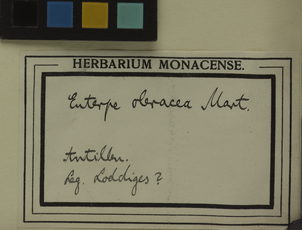 HERBARIUM MONACENSE.
Euterpe oleracea Mart.
Antillen.
Leg. Loddiges?